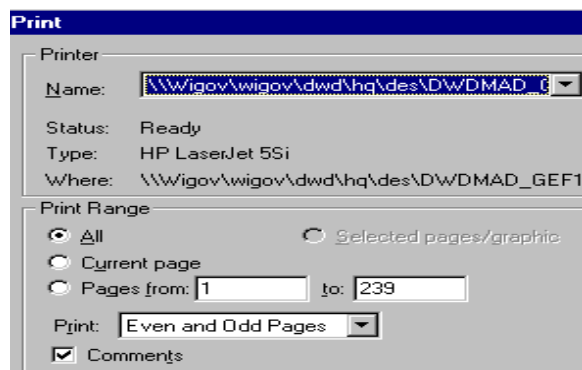 Print
Printer
Name: \\Wigov\wigov\dwd\hq\des\DWDMAD_
Status: Ready
Type: HP LaserJet 5Si
Where: \\Wigov\wigov\dwd\hq\des\DWDMAD_GEF1
Print Range
All Selected pages/graphic
Current page
Pages from: 1 to: 239
Print: Even and Odd Pages
Comments